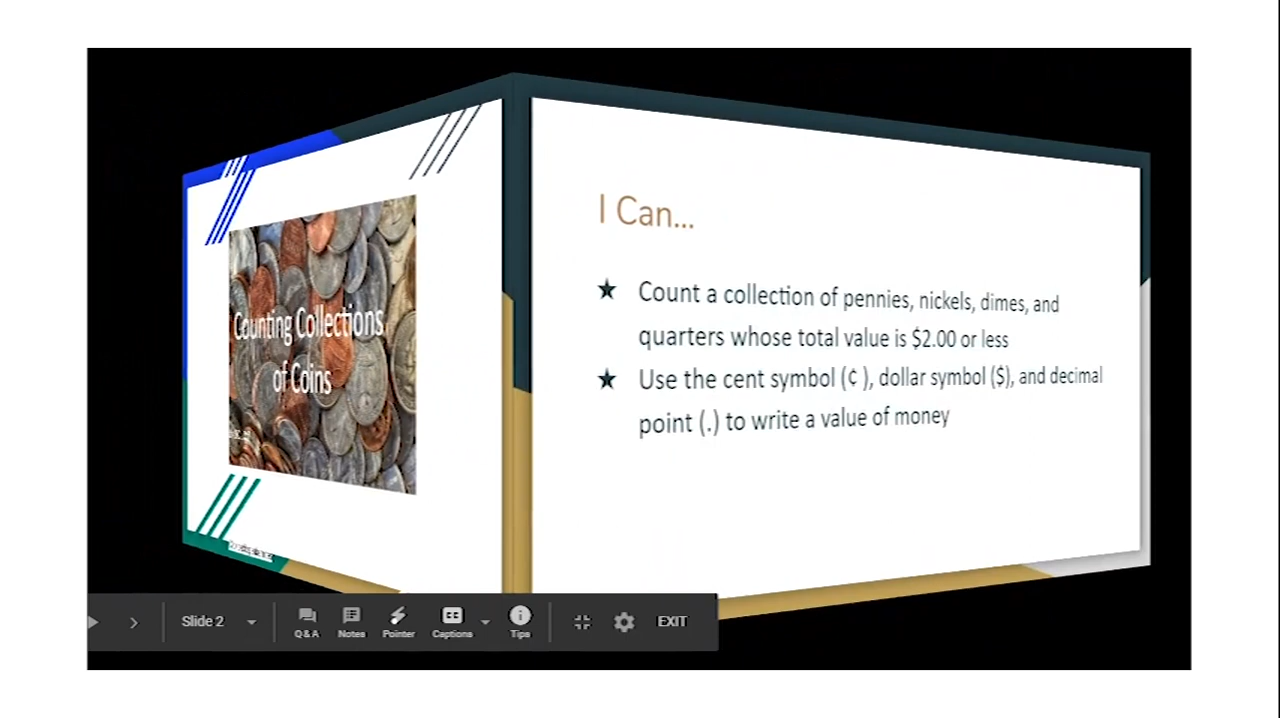 Counting Collections
of Coins
I Can...
★ Count a collection of pennies, nickels, dimes, and
quarters whose total value is $2.00 or less
★ Use the cent symbol (¢ ), dollar symbol ($), and decimal
point (.) to write a value of money
Slide 2
Q&A
Notes
Pointer
Captions
Tips
EXIT